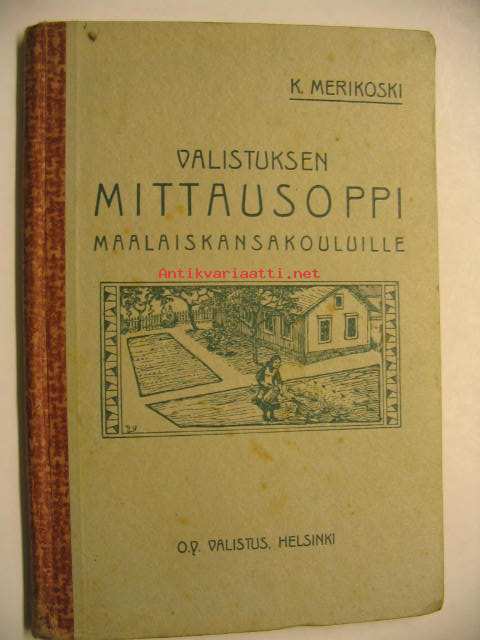 K. MERIKOSKI
VALISTUKSEN
MITTAUSOPPI
MAALAISKANSAKOULUILLE
Antikvariaatti.net
O.Y. VALISTUS, HELSINKI